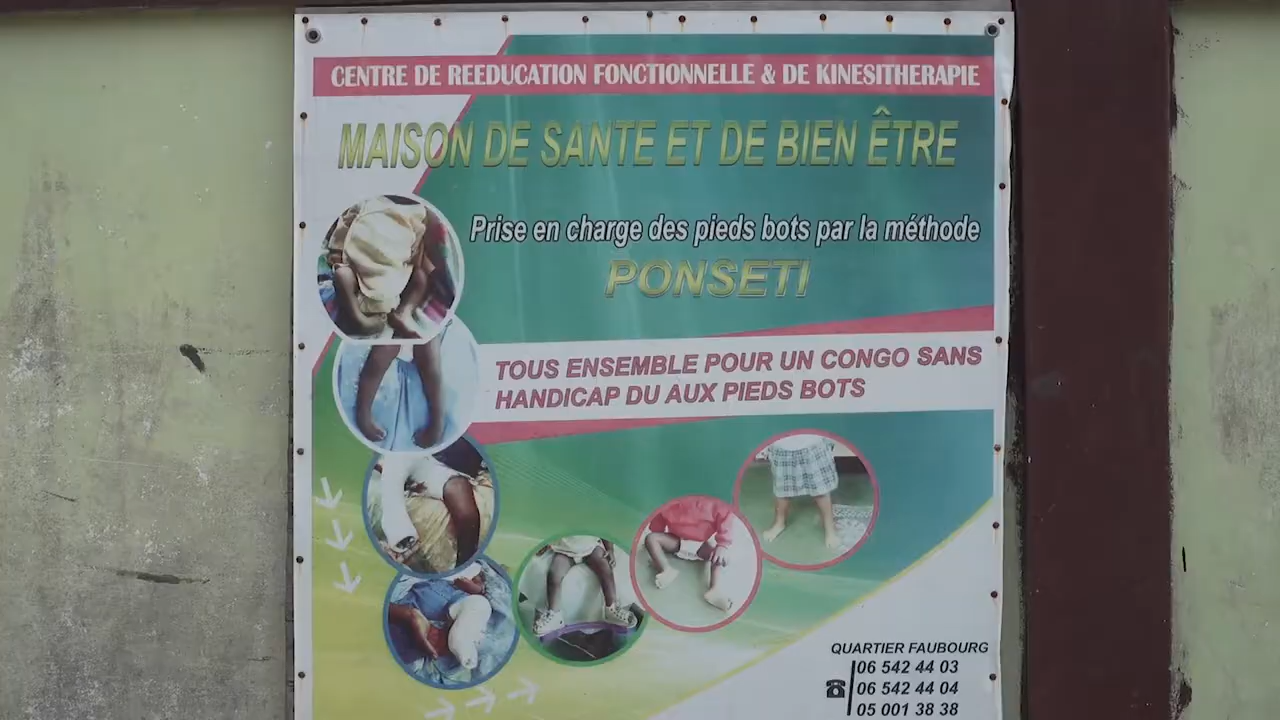 CENTRE DE REEDUCATION FONCTIONNELLE & DE KINESITHERAPIE
MAISON DE SANTE ET DE BIEN ÊTRE
Prise en charge des pieds bots par la méthode
PONSETI
TOUS ENSEMBLE POUR UN CONGO SANS
HANDICAP DU AUX PIEDS BOTS
QUARTIER FAUBOURG
06 542 44 03
06 542 44 04
05 001 38 38